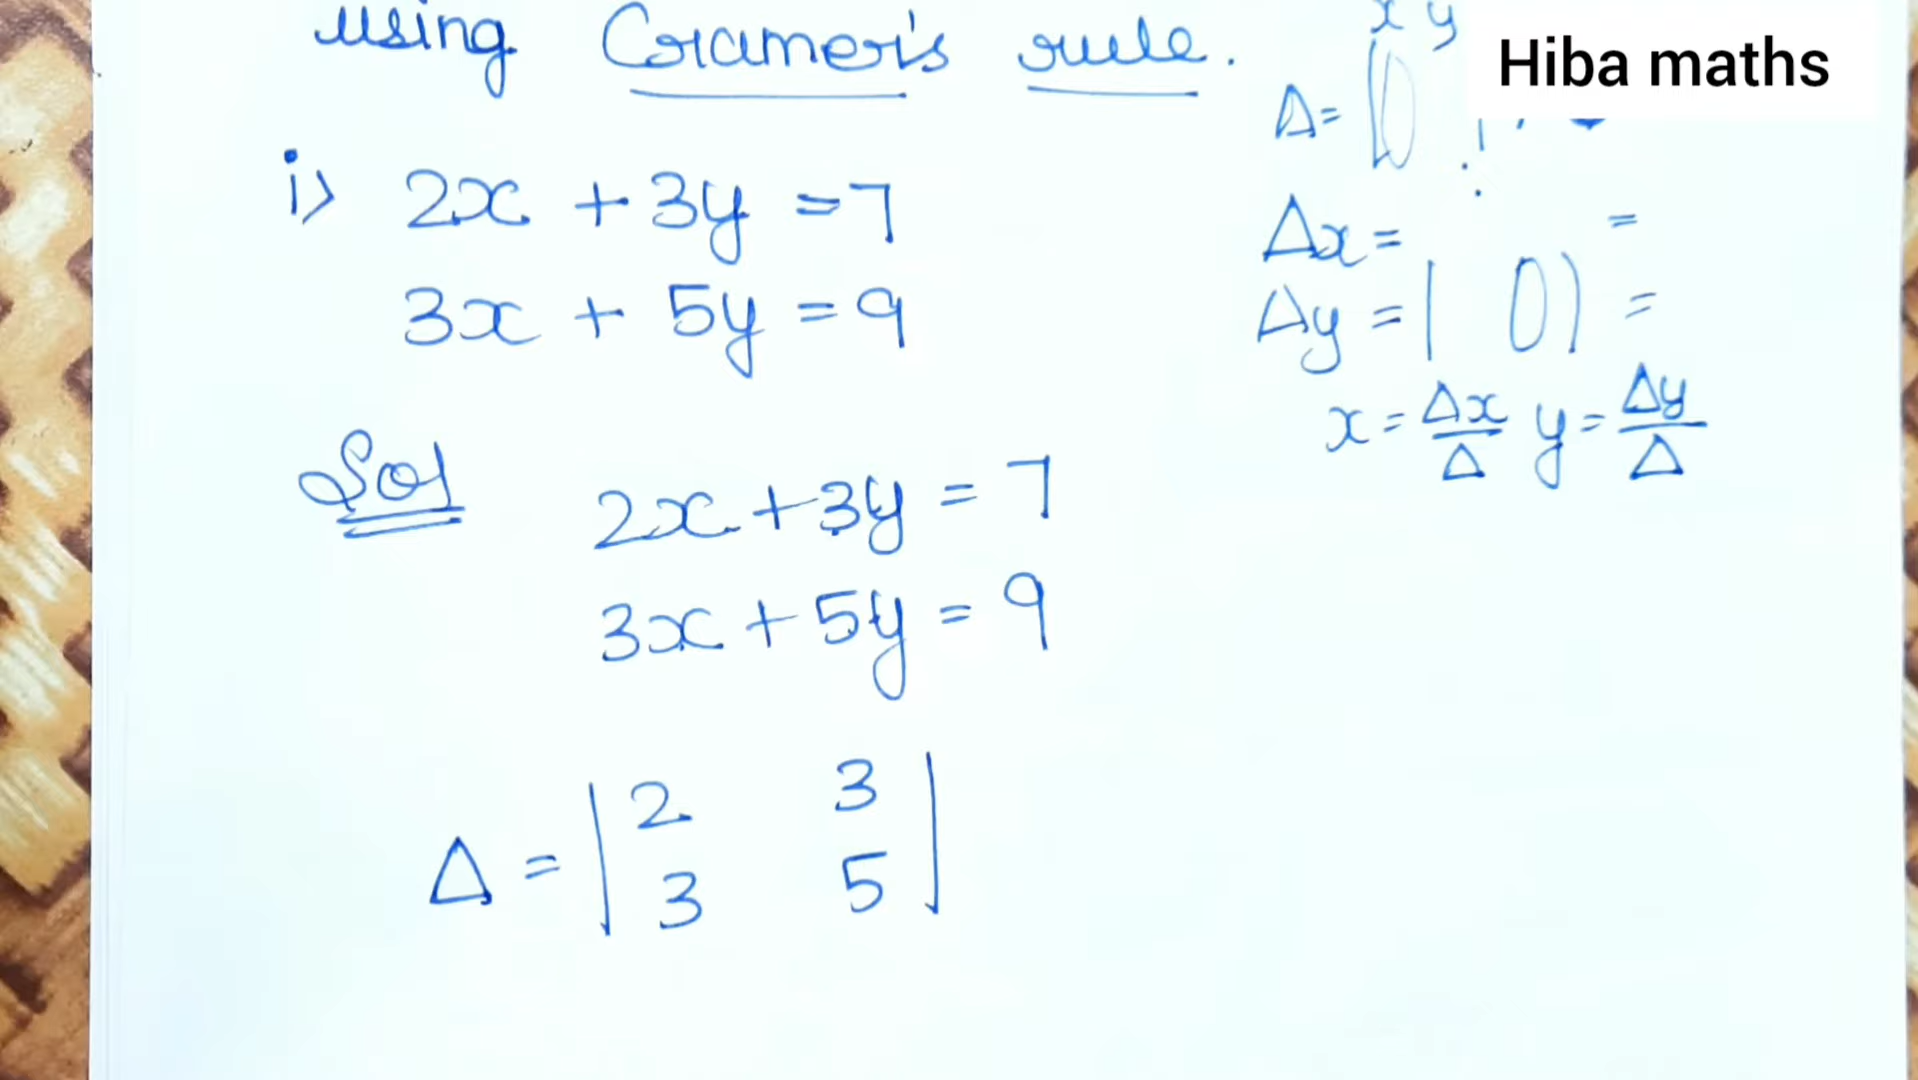 using Cramer's rule.
Hiba maths
i) 2x + 3y = 7
3x + 5y = 9
Sol
2x + 3y = 7
3x + 5y = 9
Δ = | 2 3 |
| 3 5 |
x y
Δ =
Δx = =
Δy = | 0 | =
x = Δx/Δ y = Δy/Δ